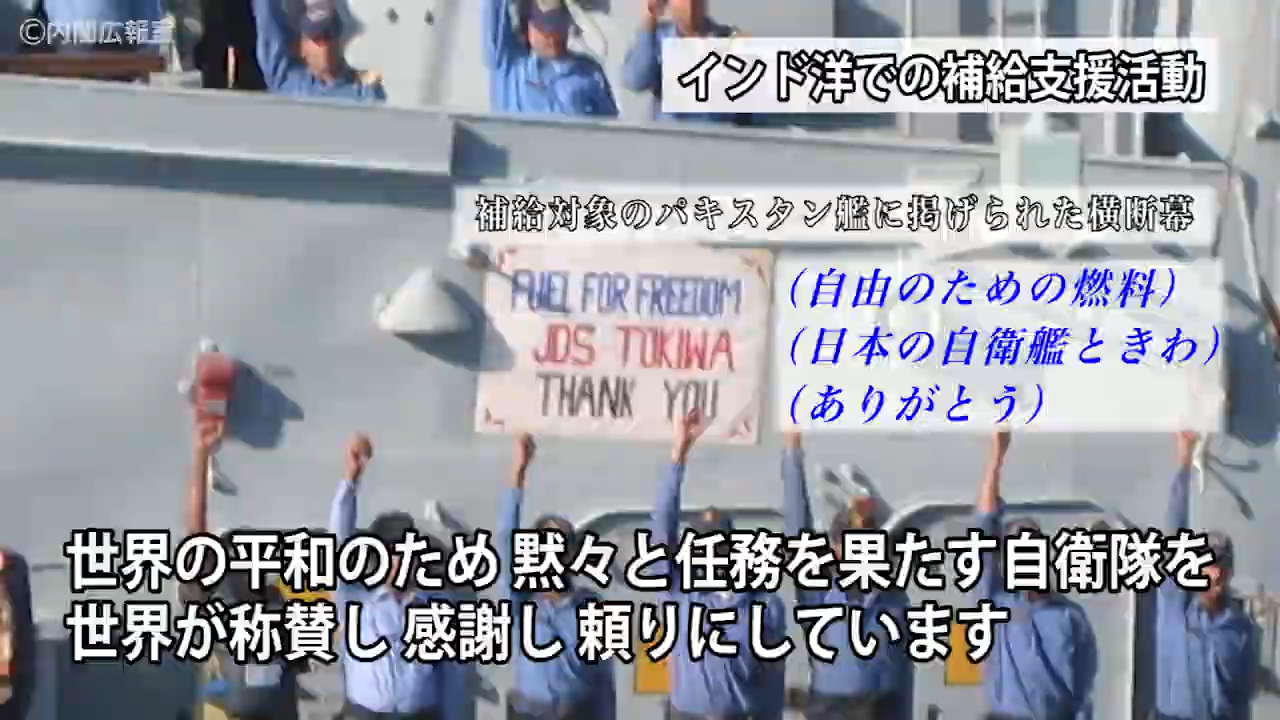 ©内閣広報室
インド洋での補給支援活動
補給対象のパキスタン艦に掲げられた横断幕
FUEL FOR FREEDOM
(自由のための燃料)
JDS TOKIWA
(日本の自衛艦ときわ)
THANK YOU
(ありがとう)
世界の平和のため 黙々と任務を果たす自衛隊を
世界が称賛し 感謝し 頼りにしています